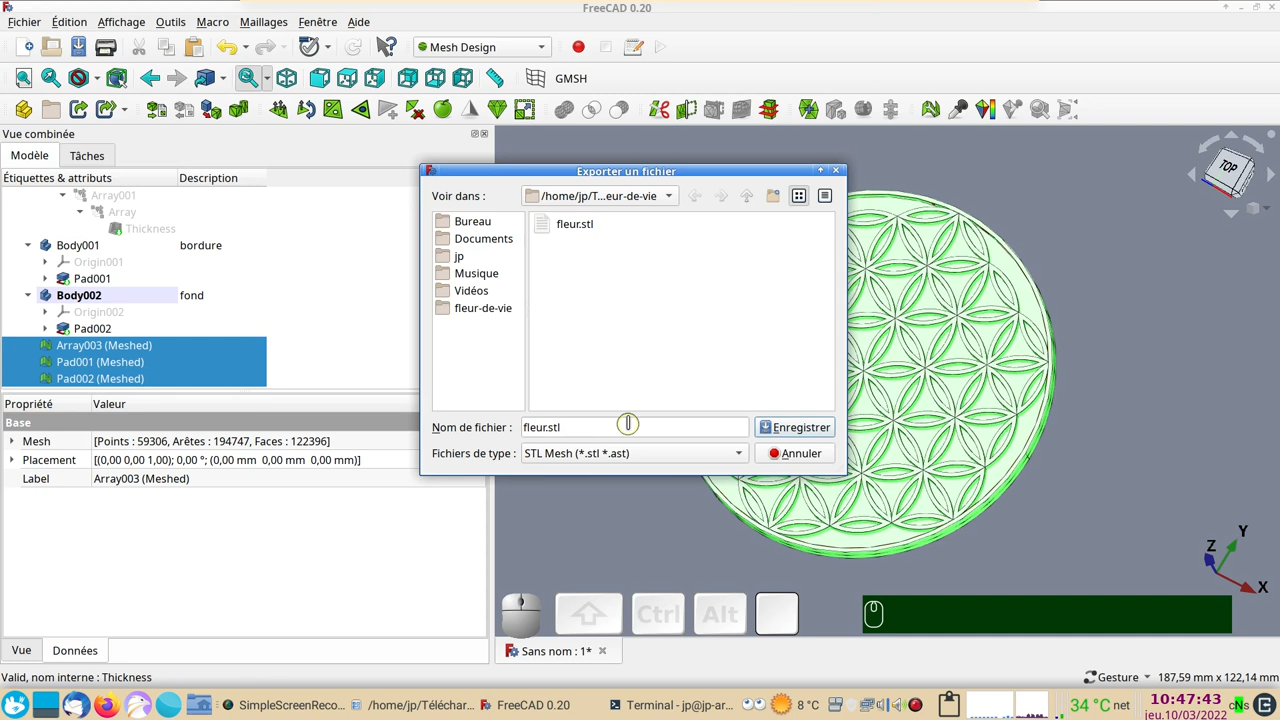 FreeCAD 0.20
Fichier Édition Affichage Outils Macro Maillages Fenêtre Aide
Mesh Design
GMSH
Vue combinée
Modèle Tâches
Étiquettes & attributs Description
Array001
Array
Thickness
Body001 bordure
Origin001
Pad001
Body002 fond
Origin002
Pad002
Array003 (Meshed)
Pad001 (Meshed)
Pad002 (Meshed)
Propriété Valeur
Base
Mesh [Points : 59306, Arêtes : 194747, Faces : 122396]
Placement [(0,00 0,00 1,00); 0,00 °; (0,00 mm 0,00 mm 0,00 mm)]
Label Array003 (Meshed)
Vue Données
Exporter un fichier
Voir dans : /home/jp/T...eur-de-vie
Bureau
Documents
jp
Musique
Vidéos
fleur-de-vie
fleur.stl
Nom de fichier : fleur.stl Enregistrer
Fichiers de type : STL Mesh (*.stl *.ast) Annuler
TOP
Z Y X
Ctrl Alt
Sans nom : 1*
Valid, nom interne : Thickness Gesture 187,59 mm x 122,14 mm
SimpleScreenReco... /home/jp/Téléchar... FreeCAD 0.20 Terminal - jp@jp-ar... 8 °C 34 °C net 10:47:43 cNs
jeu.10/03/2022